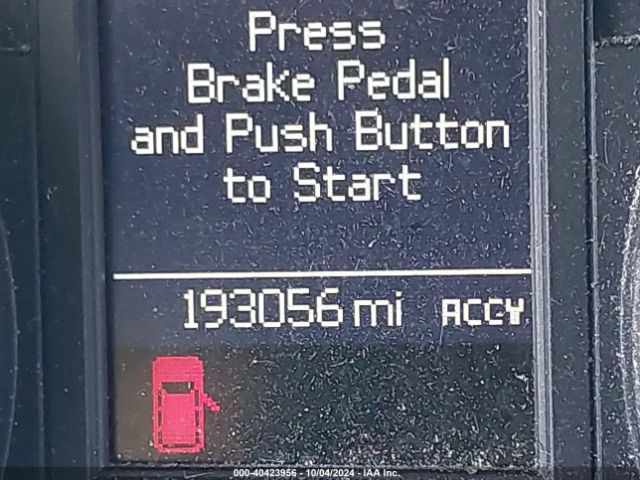 Press
Brake Pedal
and Push Button
to Start
193056 mi ACCY
000-40423956 - 10/04/2024 - IAA Inc.